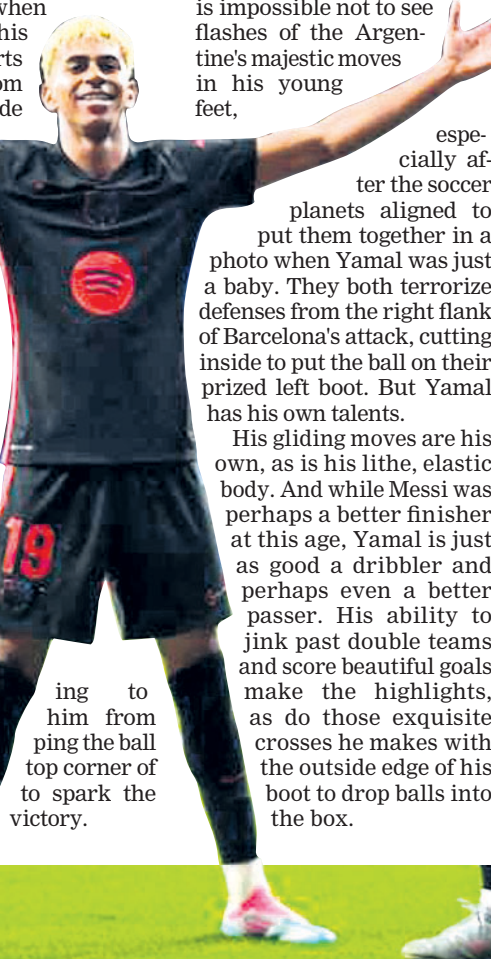 when
his
rts
om
de
ing to
him from
ping the ball
top corner of
to spark the
victory.
is impossible not to see
flashes of the Argen-
tine's majestic moves
in his young
feet,
espe-
cially af-
ter the soccer
planets aligned to
put them together in a
photo when Yamal was just
a baby. They both terrorize
defenses from the right flank
of Barcelona's attack, cutting
inside to put the ball on their
prized left boot. But Yamal
has his own talents.
His gliding moves are his
own, as is his lithe, elastic
body. And while Messi was
perhaps a better finisher
at this age, Yamal is just
as good a dribbler and
perhaps even a better
passer. His ability to
jink past double teams
and score beautiful goals
make the highlights,
as do those exquisite
crosses he makes with
the outside edge of his
boot to drop balls into
the box.
19